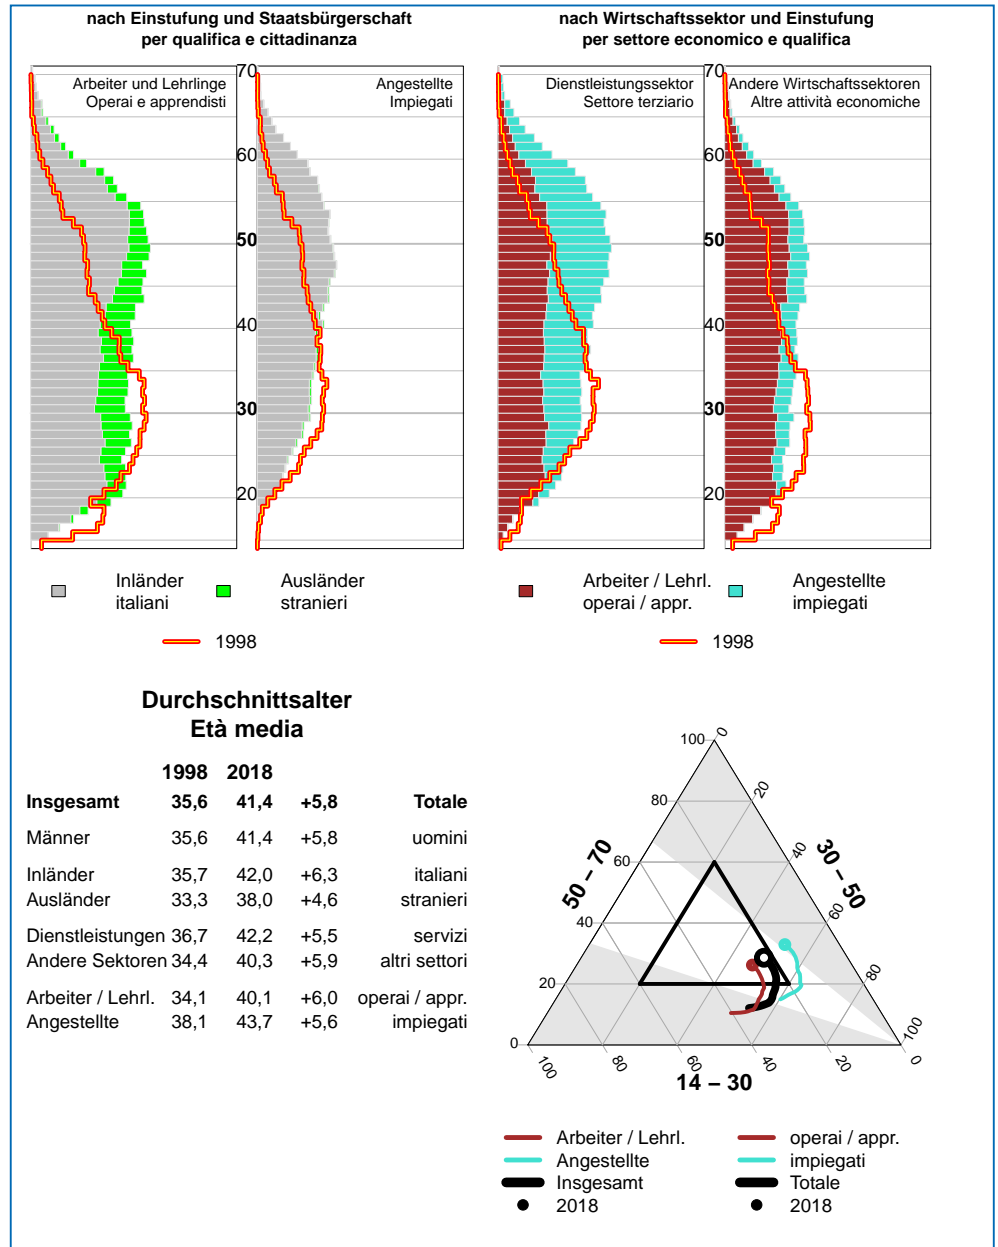 nach Einstufung und Staatsbürgerschaft
per qualifica e cittadinanza
nach Wirtschaftssektor und Einstufung
per settore economico e qualifica
Arbeiter und Lehrlinge
Operai e apprendisti
70
60
50
40
30
20
Angestellte
Impiegati
Dienstleistungssektor
Settore terziario
70
60
50
40
30
20
Andere Wirtschaftssektoren
Altre attività economiche
Inländer
italiani
Ausländer
stranieri
1998
Arbeiter / Lehrl.
operai / appr.
Angestellte
impiegati
1998
Durchschnittsalter
Età media
1998 2018
Insgesamt 35,6 41,4 +5,8 Totale
Männer 35,6 41,4 +5,8 uomini
Inländer 35,7 42,0 +6,3 italiani
Ausländer 33,3 38,0 +4,6 stranieri
Dienstleistungen 36,7 42,2 +5,5 servizi
Andere Sektoren 34,4 40,3 +5,9 altri settori
Arbeiter / Lehrl. 34,1 40,1 +6,0 operai / appr.
Angestellte 38,1 43,7 +5,6 impiegati
100
80
60
40
20
0
50 – 70
0
20
40
60
80
100
30 – 50
100
80
60
40
20
0
14 – 30
Arbeiter / Lehrl. operai / appr.
Angestellte impiegati
Insgesamt Totale
2018 2018